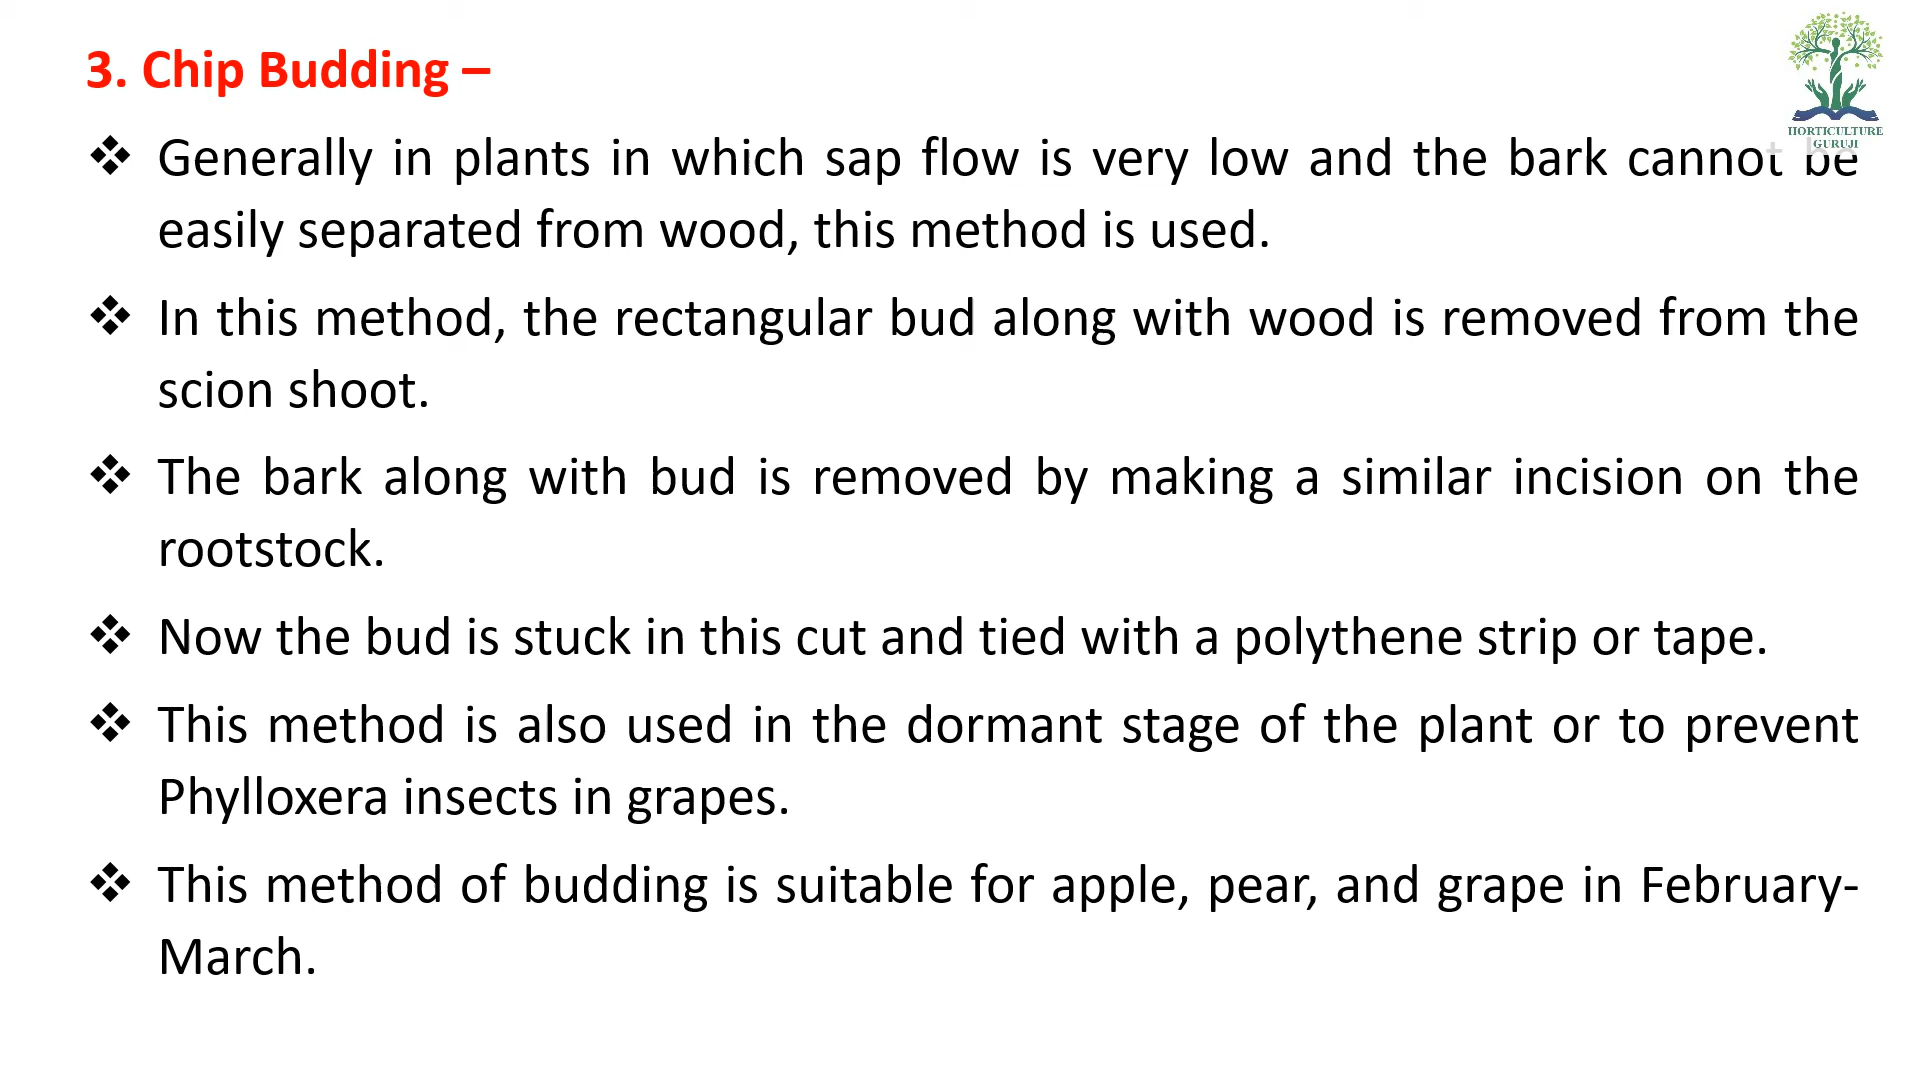 3. Chip Budding –
HORTICULTURE
GURUJI
❖ Generally in plants in which sap flow is very low and the bark cannot be
easily separated from wood, this method is used.
❖ In this method, the rectangular bud along with wood is removed from the
scion shoot.
❖ The bark along with bud is removed by making a similar incision on the
rootstock.
❖ Now the bud is stuck in this cut and tied with a polythene strip or tape.
❖ This method is also used in the dormant stage of the plant or to prevent
Phylloxera insects in grapes.
❖ This method of budding is suitable for apple, pear, and grape in February-
March.